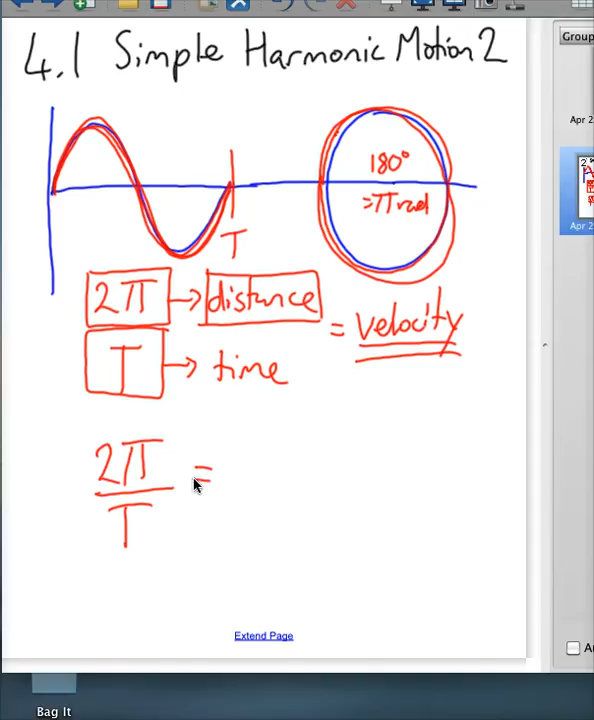 Group
4.1 Simple Harmonic Motion 2
Apr 2
180°
=πrad
T
2π → distance
= velocity
T → time
Apr 2
2π
=
T
Extend Page
Bag It